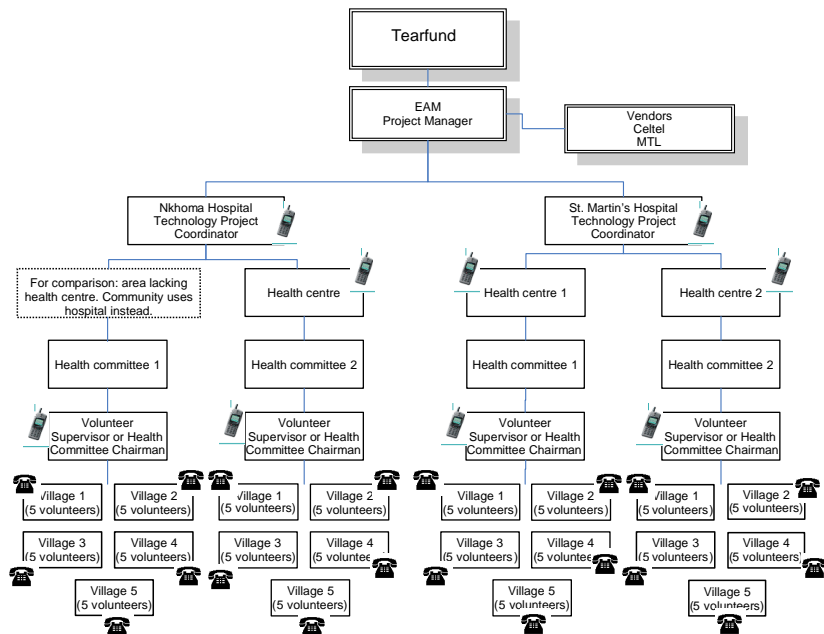 Tearfund
EAM
Project Manager
Vendors
Celtel
MTL
Nkhoma Hospital
Technology Project
Coordinator
St. Martin's Hospital
Technology Project
Coordinator
For comparison: area lacking
health centre. Community uses
hospital instead.
Health centre
Health centre 1
Health centre 2
Health committee 1
Health committee 2
Health committee 1
Health committee 2
Volunteer
Supervisor or Health
Committee Chairman
Volunteer
Supervisor or Health
Committee Chairman
Volunteer
Supervisor or Health
Committee Chairman
Volunteer
Supervisor or Health
Committee Chairman
Village 1
(5 volunteers)
Village 2
(5 volunteers)
Village 1
(5 volunteers)
Village 2
(5 volunteers)
Village 1
(5 volunteers)
Village 2
(5 volunteers)
Village 1
(5 volunteers)
Village 2
(5 volunteers)
Village 3
(5 volunteers)
Village 4
(5 volunteers)
Village 3
(5 volunteers)
Village 4
(5 volunteers)
Village 3
(5 volunteers)
Village 4
(5 volunteers)
Village 3
(5 volunteers)
Village 4
(5 volunteers)
Village 5
(5 volunteers)
Village 5
(5 volunteers)
Village 5
(5 volunteers)
Village 5
(5 volunteers)